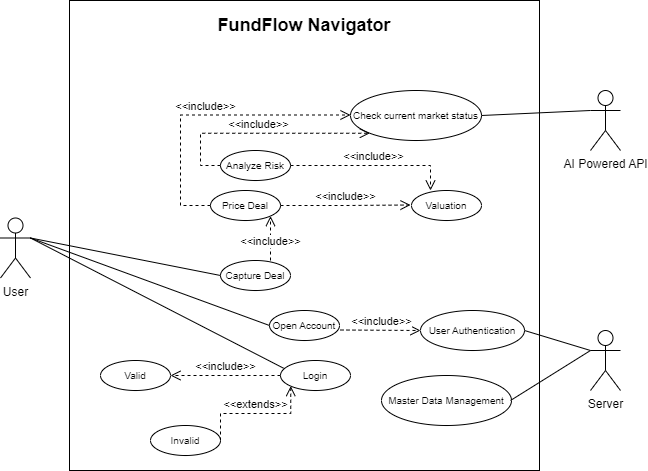 FundFlow Navigator
<<include>>
Check current market status
<<include>>
<<include>>
Analyze Risk
AI Powered API
Price Deal
<<include>>
Valuation
<<include>>
User
Capture Deal
Open Account
<<include>>
User Authentication
<<include>>
Valid
Login
<<extends>>
Master Data Management
Server
Invalid